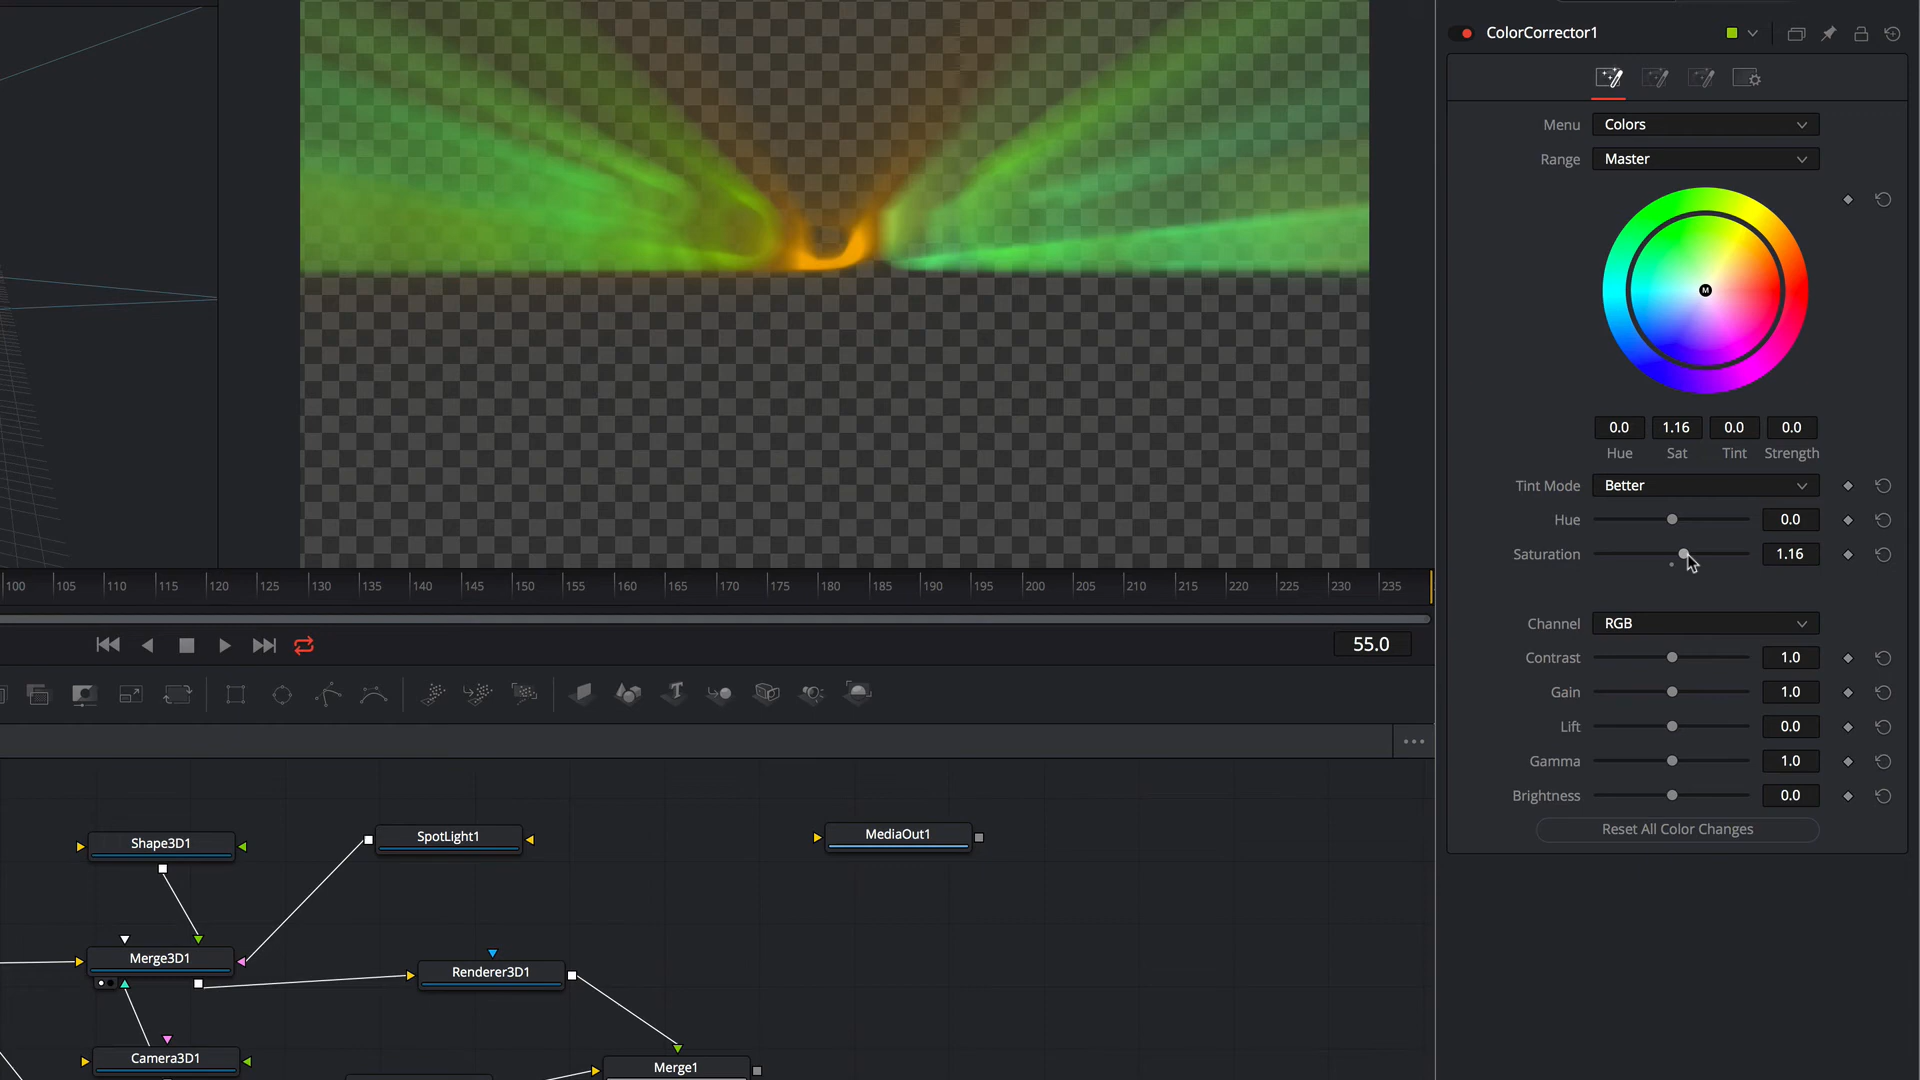 ColorCorrector1
Menu Colors
Range Master
M
0.0 1.16 0.0 0.0
Hue Sat Tint Strength
Tint Mode Better
Hue 0.0
Saturation 1.16
Channel RGB
Contrast 1.0
Gain 1.0
Lift 0.0
Gamma 1.0
Brightness 0.0
Reset All Color Changes
100 105 110 115 120 125 130 135 140 145 150 155 160 165 170 175 180 185 190 195 200 205 210 215 220 225 230 235
55.0
T
Shape3D1
SpotLight1
MediaOut1
Merge3D1
Renderer3D1
Camera3D1
Merge1